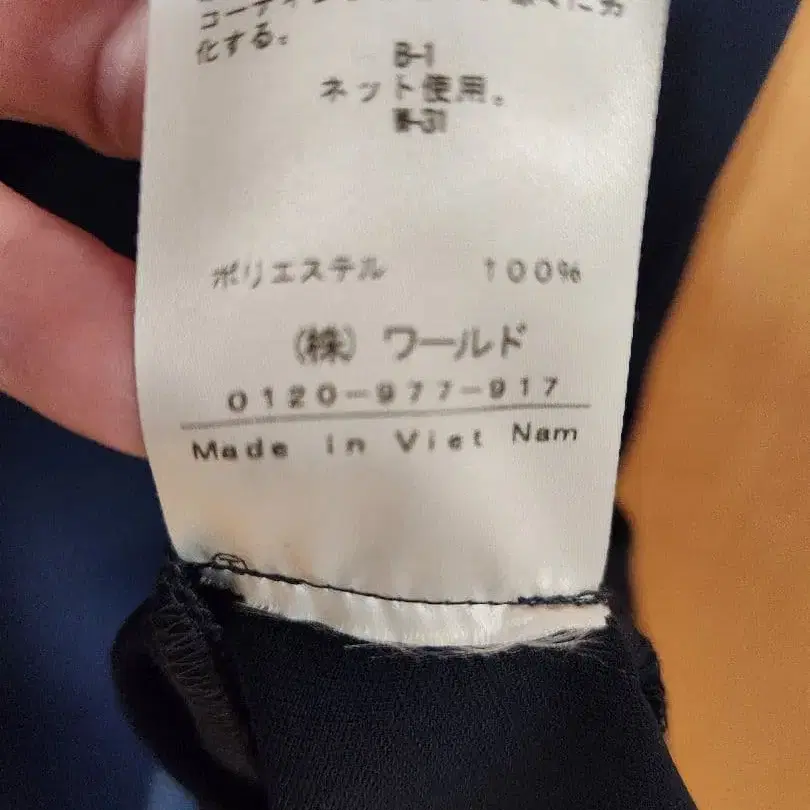 化する。
B-1
ネット使用。
W-31
ポリエステル 100%
(株) ワールド
0120-977-917
Made in Viet Nam